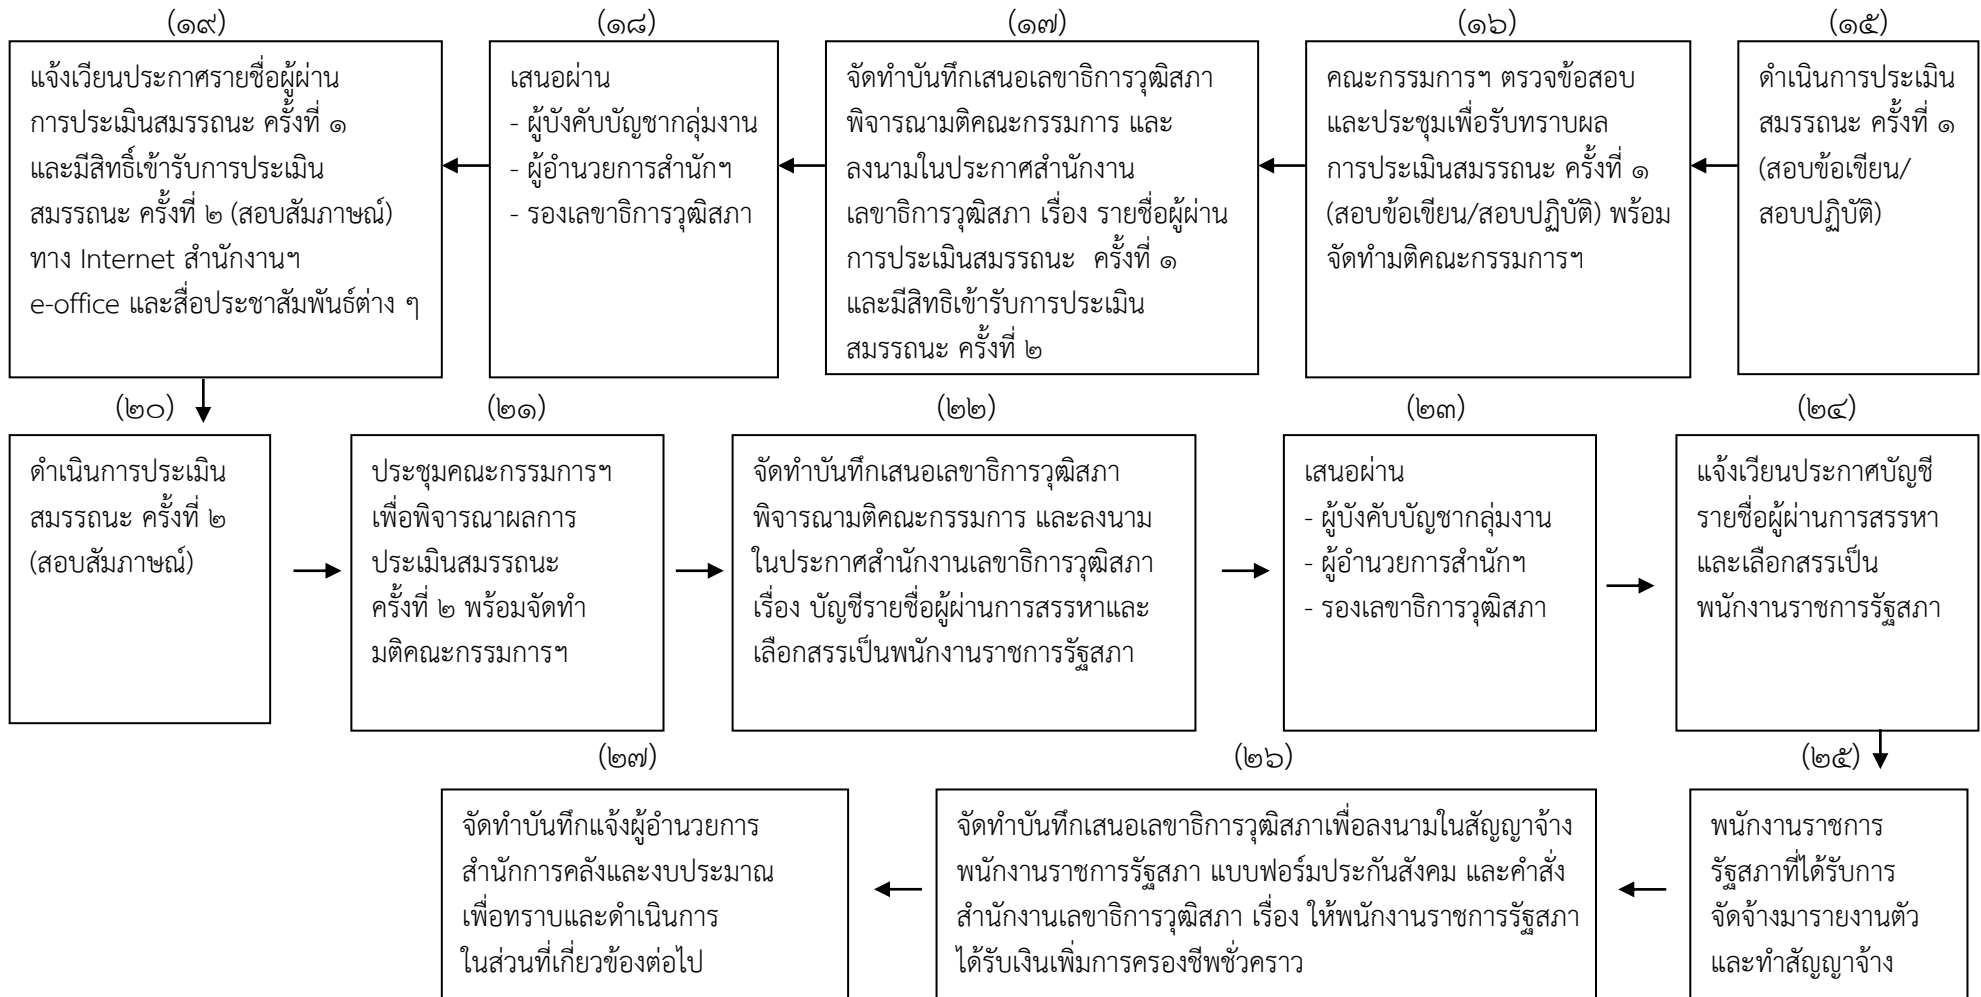 (๑๙)
แจ้งเวียนประกาศรายชื่อผู้ผ่าน
การประเมินสมรรถนะ ครั้งที่ ๑
และมีสิทธิ์เข้ารับการประเมิน
สมรรถนะ ครั้งที่ ๒ (สอบสัมภาษณ์)
ทาง Internet สำนักงานฯ
e-office และสื่อประชาสัมพันธ์ต่าง ๆ
(๑๘)
เสนอผ่าน
- ผู้บังคับบัญชากลุ่มงาน
- ผู้อำนวยการสำนักฯ
- รองเลขาธิการวุฒิสภา
(๑๗)
จัดทำบันทึกเสนอเลขาธิการวุฒิสภา
พิจารณามติคณะกรรมการ และ
ลงนามในประกาศสำนักงาน
เลขาธิการวุฒิสภา เรื่อง รายชื่อผู้ผ่าน
การประเมินสมรรถนะ ครั้งที่ ๑
และมีสิทธิเข้ารับการประเมิน
สมรรถนะ ครั้งที่ ๒
(๑๖)
คณะกรรมการฯ ตรวจข้อสอบ
และประชุมเพื่อรับทราบผล
การประเมินสมรรถนะ ครั้งที่ ๑
(สอบข้อเขียน/สอบปฏิบัติ) พร้อม
จัดทำมติคณะกรรมการฯ
(๑๕)
ดำเนินการประเมิน
สมรรถนะ ครั้งที่ ๑
(สอบข้อเขียน/
สอบปฏิบัติ)
(๒๐)
ดำเนินการประเมิน
สมรรถนะ ครั้งที่ ๒
(สอบสัมภาษณ์)
(๒๑)
ประชุมคณะกรรมการฯ
เพื่อพิจารณาผลการ
ประเมินสมรรถนะ
ครั้งที่ ๒ พร้อมจัดทำ
มติคณะกรรมการฯ
(๒๒)
จัดทำบันทึกเสนอเลขาธิการวุฒิสภา
พิจารณามติคณะกรรมการ และลงนาม
ในประกาศสำนักงานเลขาธิการวุฒิสภา
เรื่อง บัญชีรายชื่อผู้ผ่านการสรรหาและ
เลือกสรรเป็นพนักงานราชการรัฐสภา
(๒๓)
เสนอผ่าน
- ผู้บังคับบัญชากลุ่มงาน
- ผู้อำนวยการสำนักฯ
- รองเลขาธิการวุฒิสภา
(๒๔)
แจ้งเวียนประกาศบัญชี
รายชื่อผู้ผ่านการสรรหา
และเลือกสรรเป็น
พนักงานราชการรัฐสภา
(๒๗)
จัดทำบันทึกแจ้งผู้อำนวยการ
สำนักการคลังและงบประมาณ
เพื่อทราบและดำเนินการ
ในส่วนที่เกี่ยวข้องต่อไป
(๒๖)
จัดทำบันทึกเสนอเลขาธิการวุฒิสภาเพื่อลงนามในสัญญาจ้าง
พนักงานราชการรัฐสภา แบบฟอร์มประกันสังคม และคำสั่ง
สำนักงานเลขาธิการวุฒิสภา เรื่อง ให้พนักงานราชการรัฐสภา
ได้รับเงินเพิ่มการครองชีพชั่วคราว
(๒๕)
พนักงานราชการ
รัฐสภาที่ได้รับการ
จัดจ้างมารายงานตัว
และทำสัญญาจ้าง